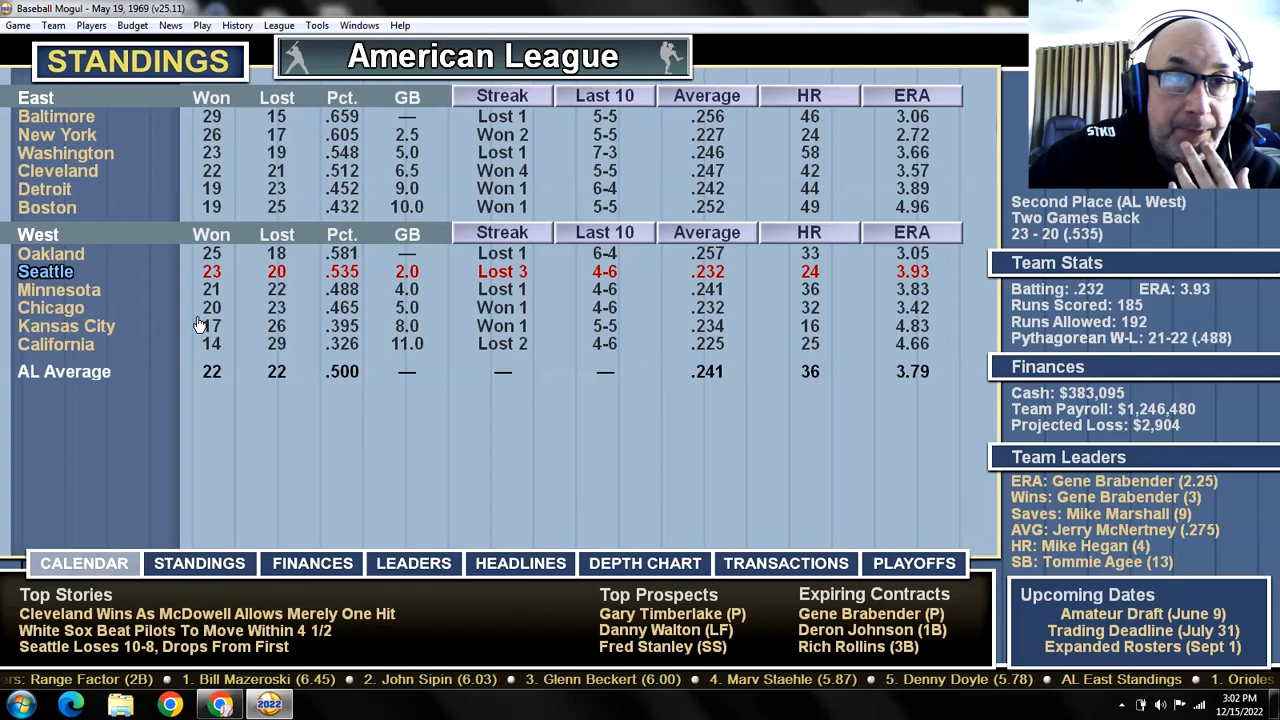 Baseball Mogul - May 19, 1969 (v25.11)
Game Team Players Budget News Play History League Tools Windows Help
STANDINGS American League
East Won Lost Pct. GB Streak Last 10 Average HR ERA
Baltimore 29 15 .659 — Lost 1 5-5 .256 46 3.06
New York 26 17 .605 2.5 Won 2 5-5 .227 24 2.72
Washington 23 19 .548 5.0 Lost 1 7-3 .246 58 3.66
Cleveland 22 21 .512 6.5 Won 4 5-5 .247 42 3.57
Detroit 19 23 .452 9.0 Won 1 6-4 .242 44 3.89
Boston 19 25 .432 10.0 Won 1 5-5 .252 49 4.96
West Won Lost Pct. GB Streak Last 10 Average HR ERA
Oakland 25 18 .581 — Lost 1 6-4 .257 33 3.05
Seattle 23 20 .535 2.0 Lost 3 4-6 .232 24 3.93
Minnesota 21 22 .488 4.0 Lost 1 4-6 .241 36 3.83
Chicago 20 23 .465 5.0 Won 1 4-6 .232 32 3.42
Kansas City 17 26 .395 8.0 Won 1 5-5 .234 16 4.83
California 14 29 .326 11.0 Lost 2 4-6 .225 25 4.66
AL Average 22 22 .500 — — — .241 36 3.79
STKD
Second Place (AL West)
Two Games Back
23 - 20 (.535)
Team Stats
Batting: .232 ERA: 3.93
Runs Scored: 185
Runs Allowed: 192
Pythagorean W-L: 21-22 (.488)
Finances
Cash: $383,095
Team Payroll: $1,246,480
Projected Loss: $2,904
Team Leaders
ERA: Gene Brabender (2.25)
Wins: Gene Brabender (3)
Saves: Mike Marshall (9)
AVG: Jerry McNertney (.275)
HR: Mike Hegan (4)
SB: Tommie Agee (13)
CALENDAR STANDINGS FINANCES LEADERS HEADLINES DEPTH CHART TRANSACTIONS PLAYOFFS
Top Stories
Cleveland Wins As McDowell Allows Merely One Hit
White Sox Beat Pilots To Move Within 4 1/2
Seattle Loses 10-8, Drops From First
Top Prospects
Gary Timberlake (P)
Danny Walton (LF)
Fred Stanley (SS)
Expiring Contracts
Gene Brabender (P)
Deron Johnson (1B)
Rich Rollins (3B)
Upcoming Dates
Amateur Draft (June 9)
Trading Deadline (July 31)
Expanded Rosters (Sept 1)
ers: Range Factor (2B) • 1. Bill Mazeroski (6.45) • 2. John Sipin (6.03) • 3. Glenn Beckert (6.00) • 4. Marv Staehle (5.87) • 5. Denny Doyle (5.78) • AL East Standings • 1. Orioles
2022
3:02 PM
12/15/2022